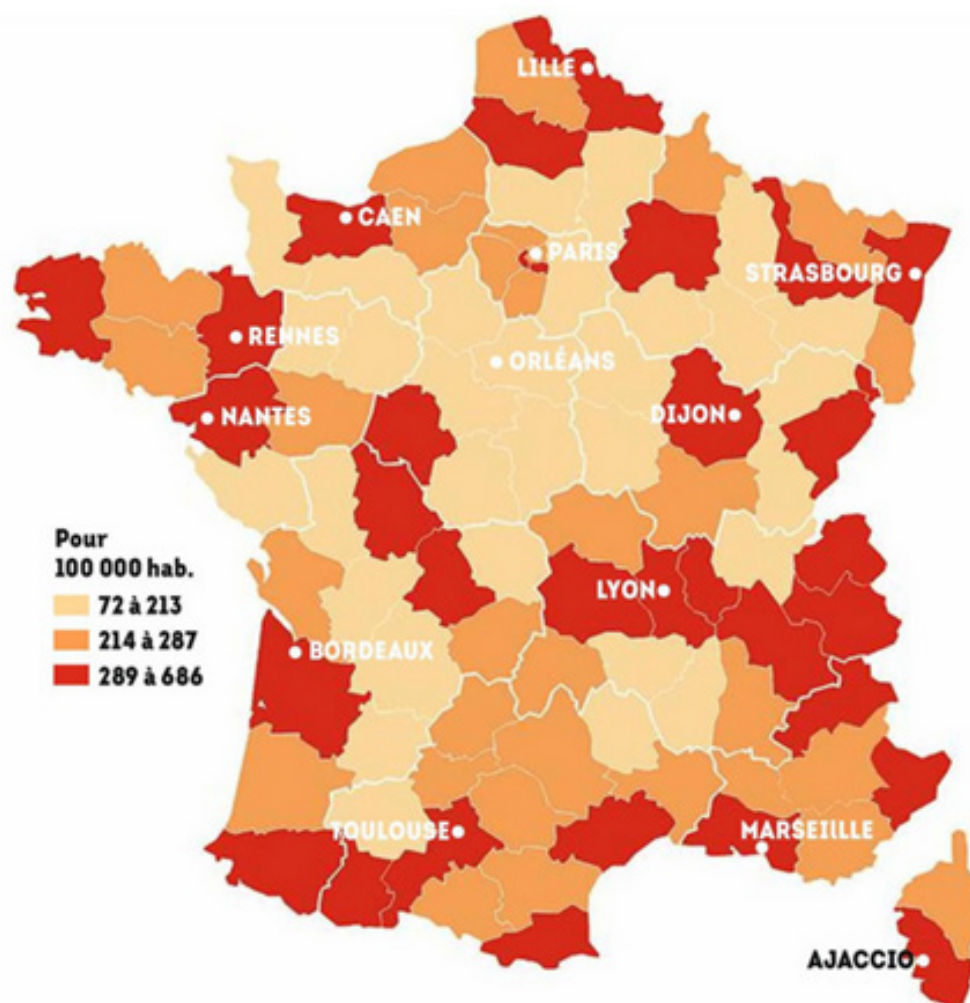 LILLE
CAEN
PARIS
STRASBOURG
RENNES
ORLÉANS
NANTES
DIJON
Pour
100 000 hab.
72 à 213
214 à 287
289 à 686
LYON
BORDEAUX
TOULOUSE
MARSEILLLE
AJACCIO